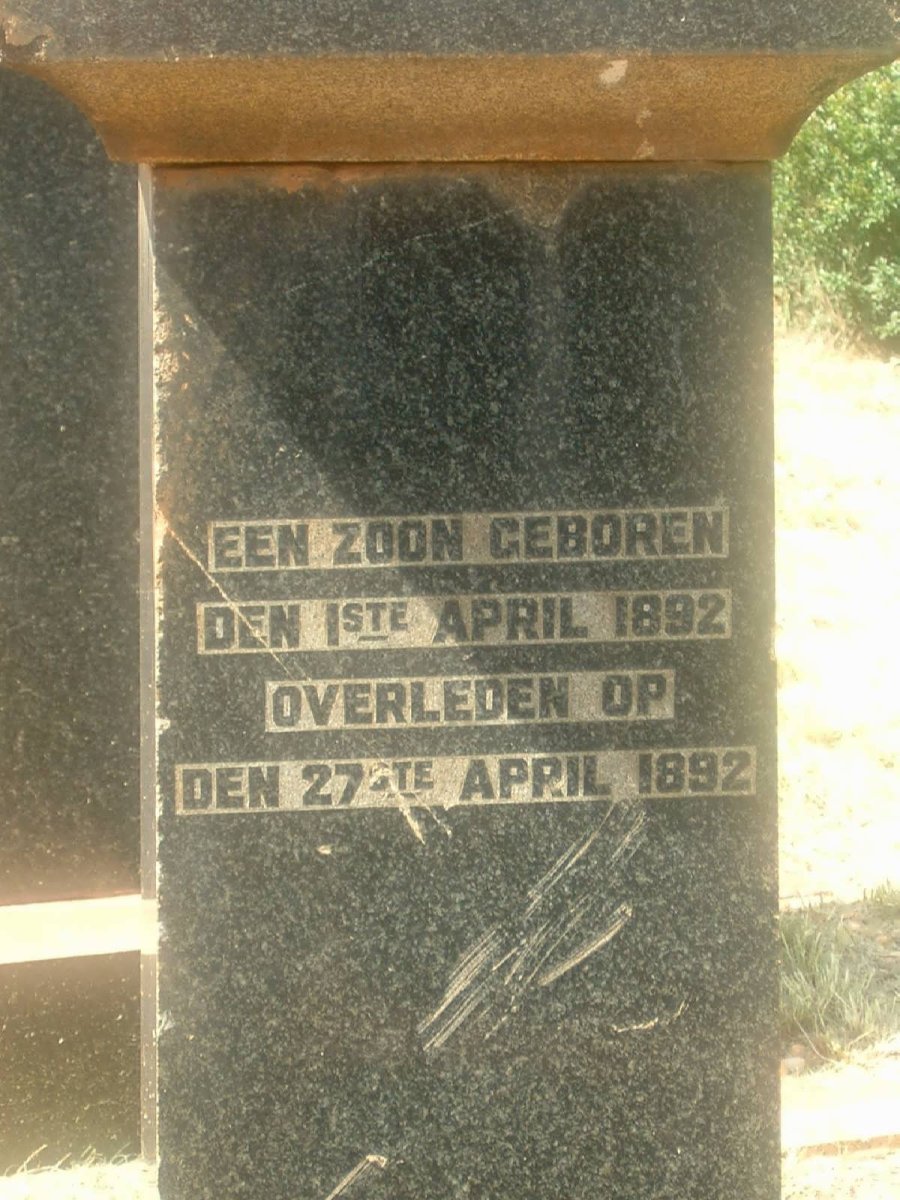 EEN ZOON GEBOREN
DEN 1STE APRIL 1892
OVERLEDEN OP
DEN 27STE APRIL 1892